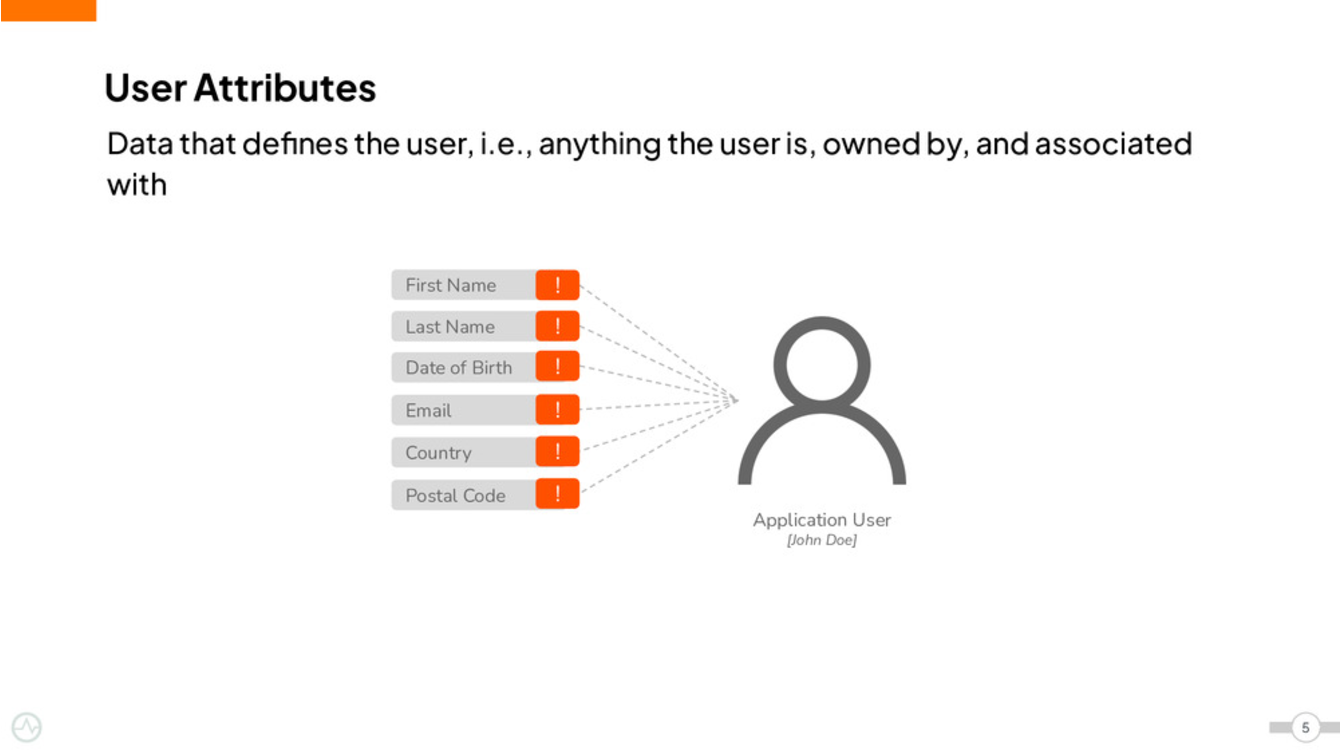 User Attributes
Data that defines the user, i.e., anything the user is, owned by, and associated
with
First Name !
Last Name !
Date of Birth !
Email !
Country !
Postal Code !
Application User
[John Doe]
5